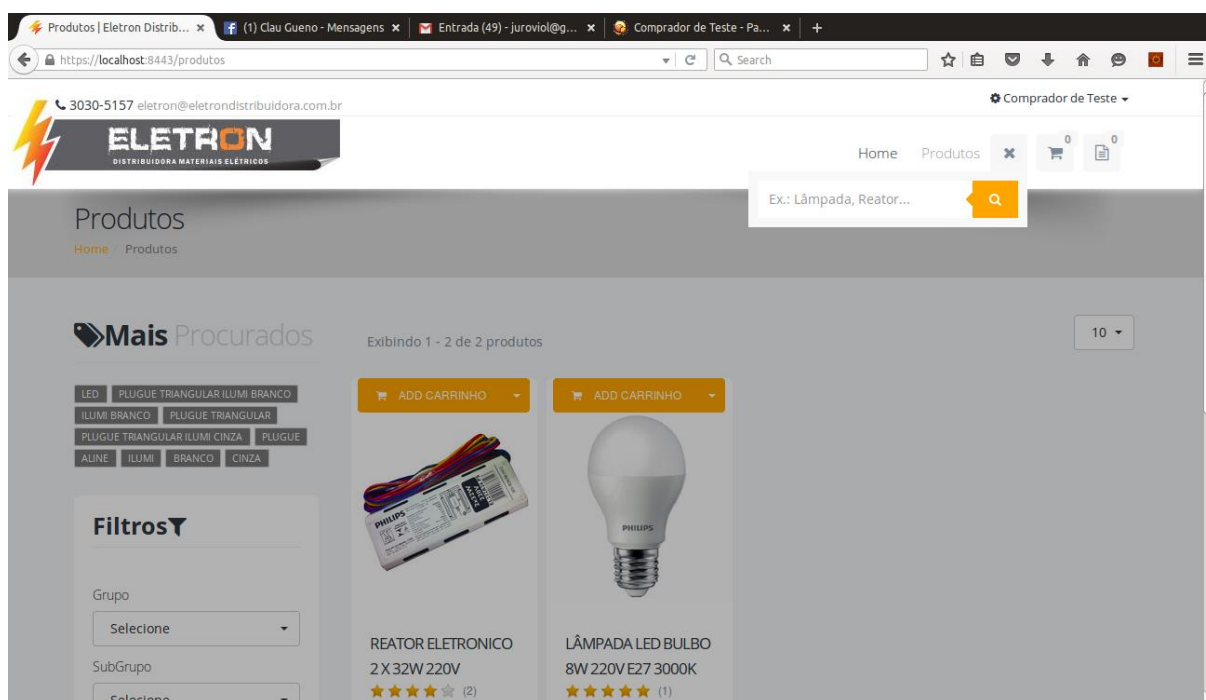 Produtos | Eletron Distrib...
(1) Clau Gueno - Mensagens
Entrada (49) - juroviol@g...
Comprador de Teste - Pa...
https://localhost:8443/produtos
Search
3030-5157 eletron@eletrondistribuidora.com.br
Comprador de Teste
ELETRON
DISTRIBUIDORA MATERIAIS ELÉTRICOS
Home Produtos 0 0
Ex.: Lâmpada, Reator...
Produtos
Home / Produtos
Mais Procurados
Exibindo 1 - 2 de 2 produtos
10
LED PLUGUE TRIANGULAR ILUMI BRANCO
ILUMI BRANCO PLUGUE TRIANGULAR
PLUGUE TRIANGULAR ILUMI CINZA PLUGUE
ALINE ILUMI BRANCO CINZA
ADD CARRINHO
ADD CARRINHO
PHILIPS
PHILIPS
Filtros
Grupo
Selecione
SubGrupo
Selecione
REATOR ELETRONICO
2 X 32W 220V
(2)
LÂMPADA LED BULBO
8W 220V E27 3000K
(1)